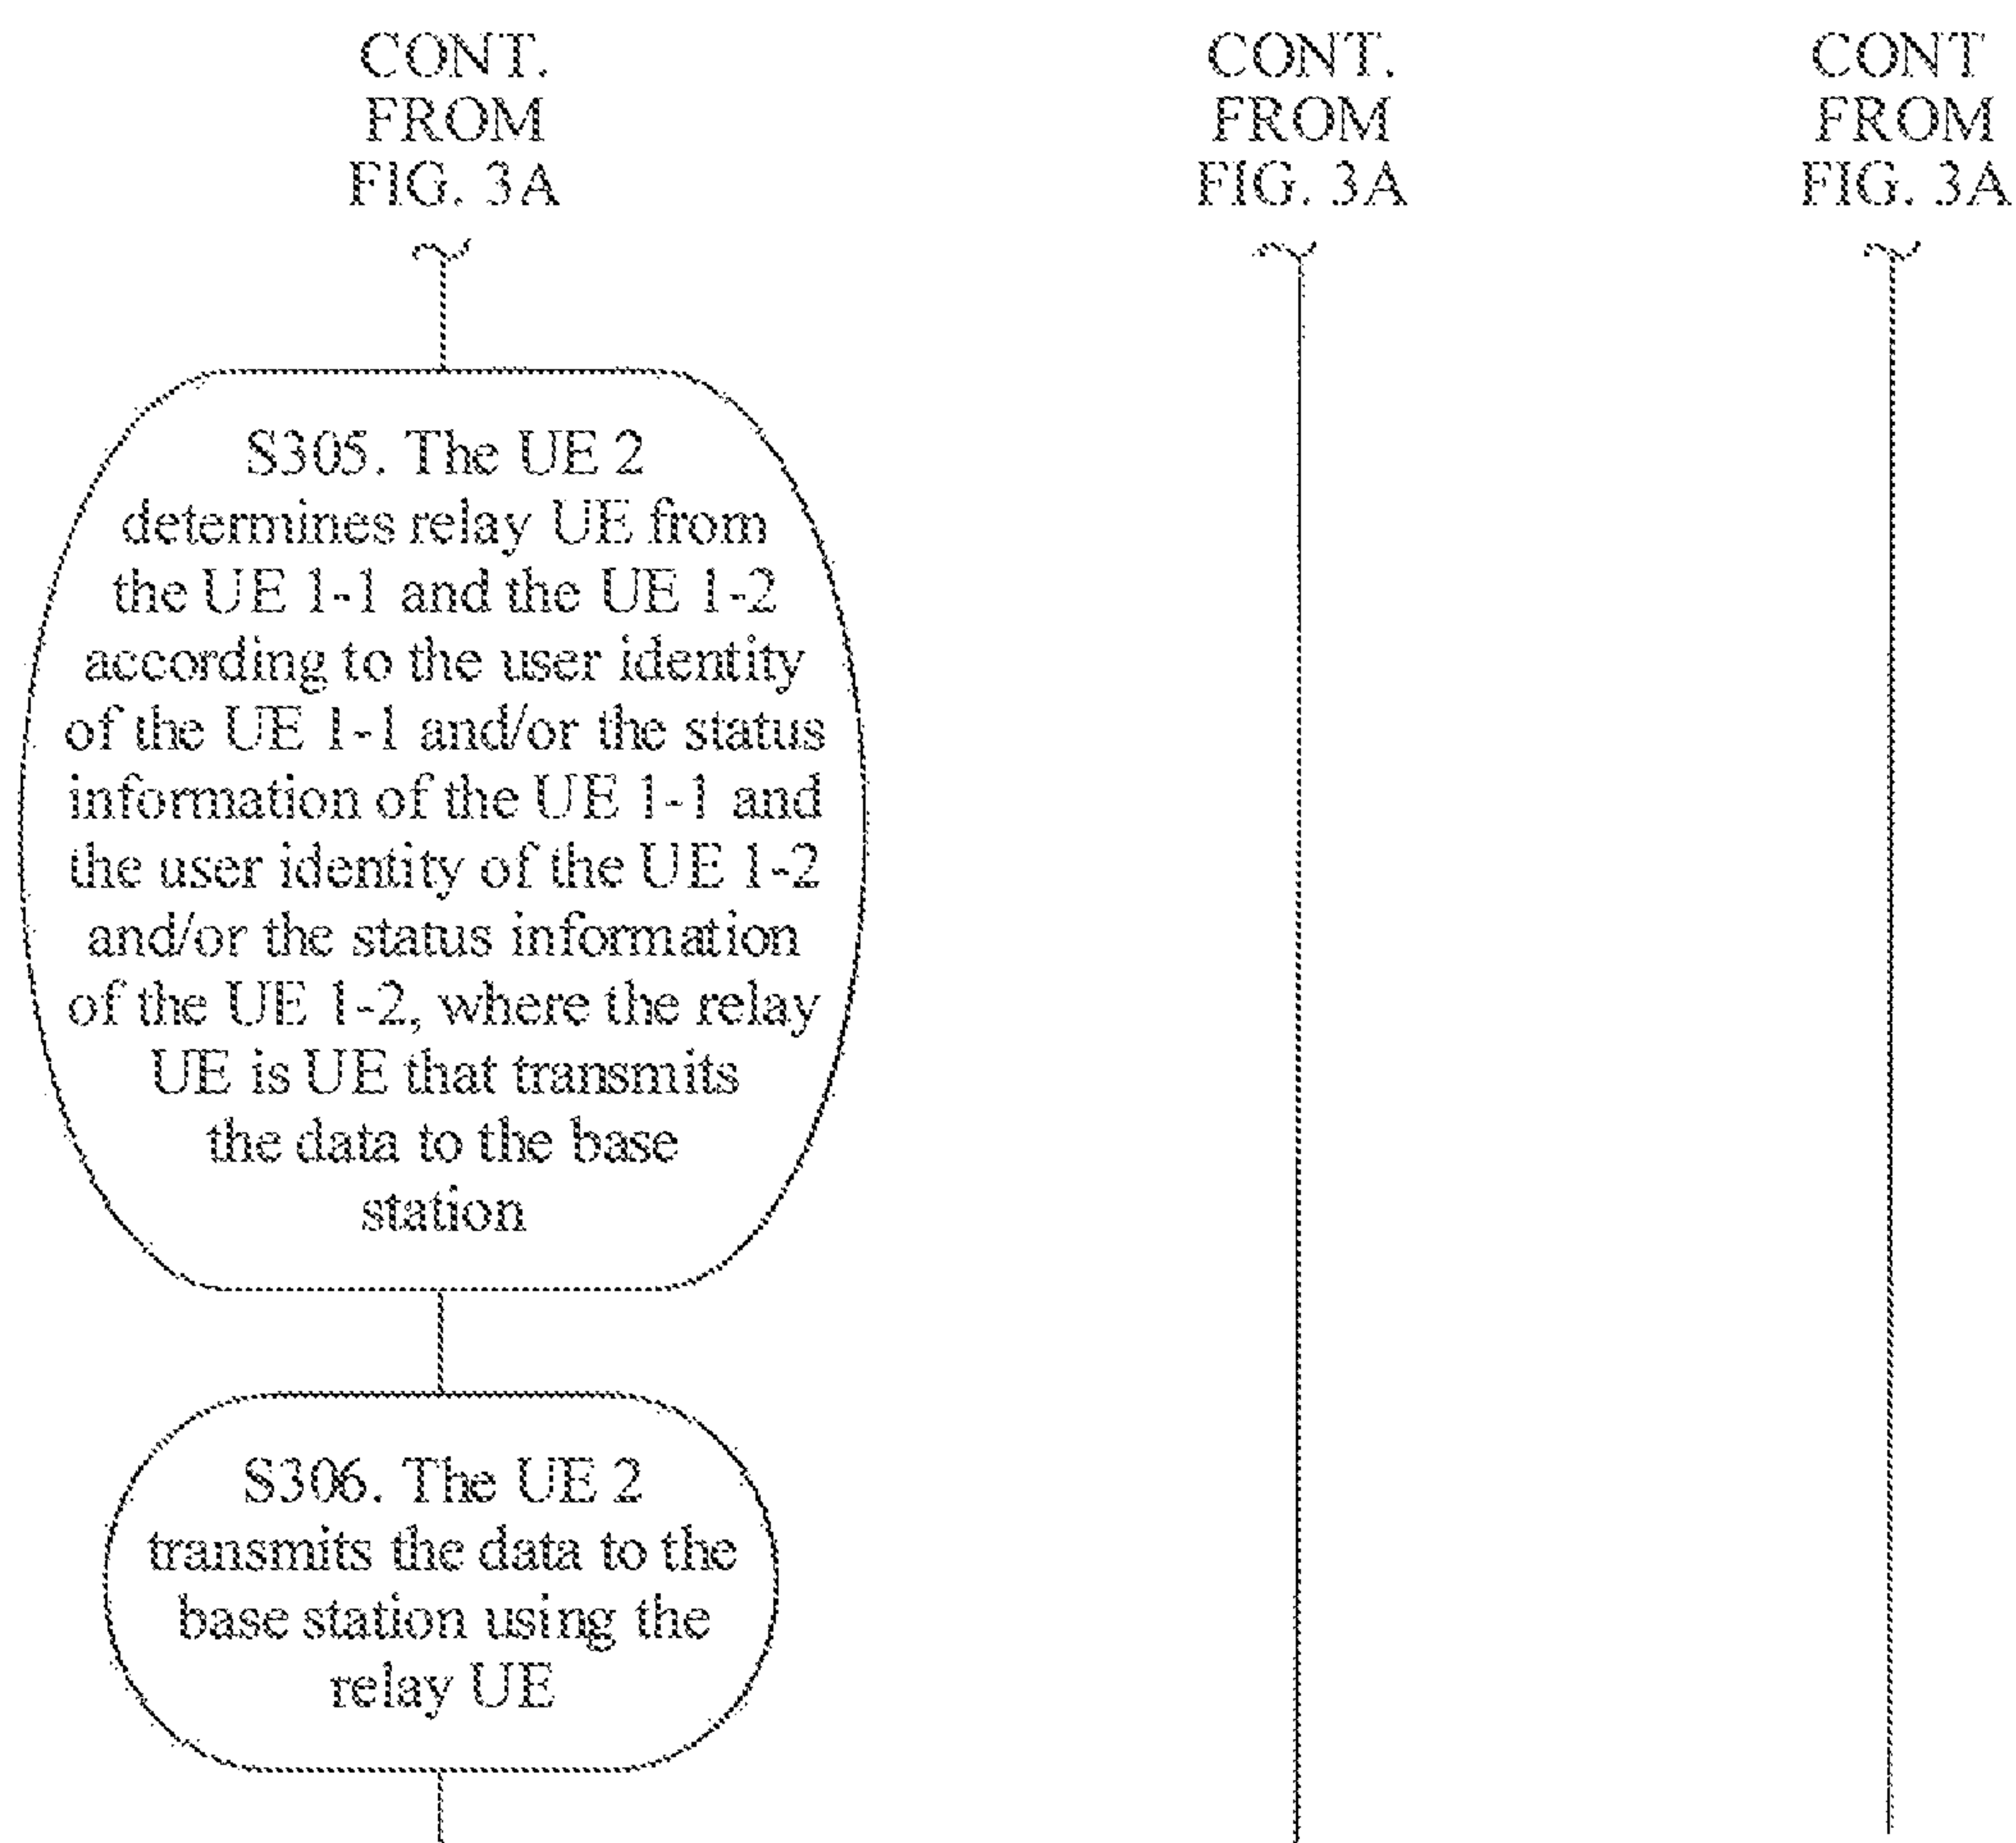 CONT.
FROM
FIG. 3A
CONT.
FROM
FIG. 3A
CONT
FROM
FIG. 3A
S305. The UE 2
determines relay UE from
the UE 1-1 and the UE 1-2
according to the user identity
of the UE 1-1 and/or the status
information of the UE 1-1 and
the user identity of the UE 1-2
and/or the status information
of the UE 1-2, where the relay
UE is UE that transmits
the data to the base
station
S306. The UE 2
transmits the data to the
base station using the
relay UE